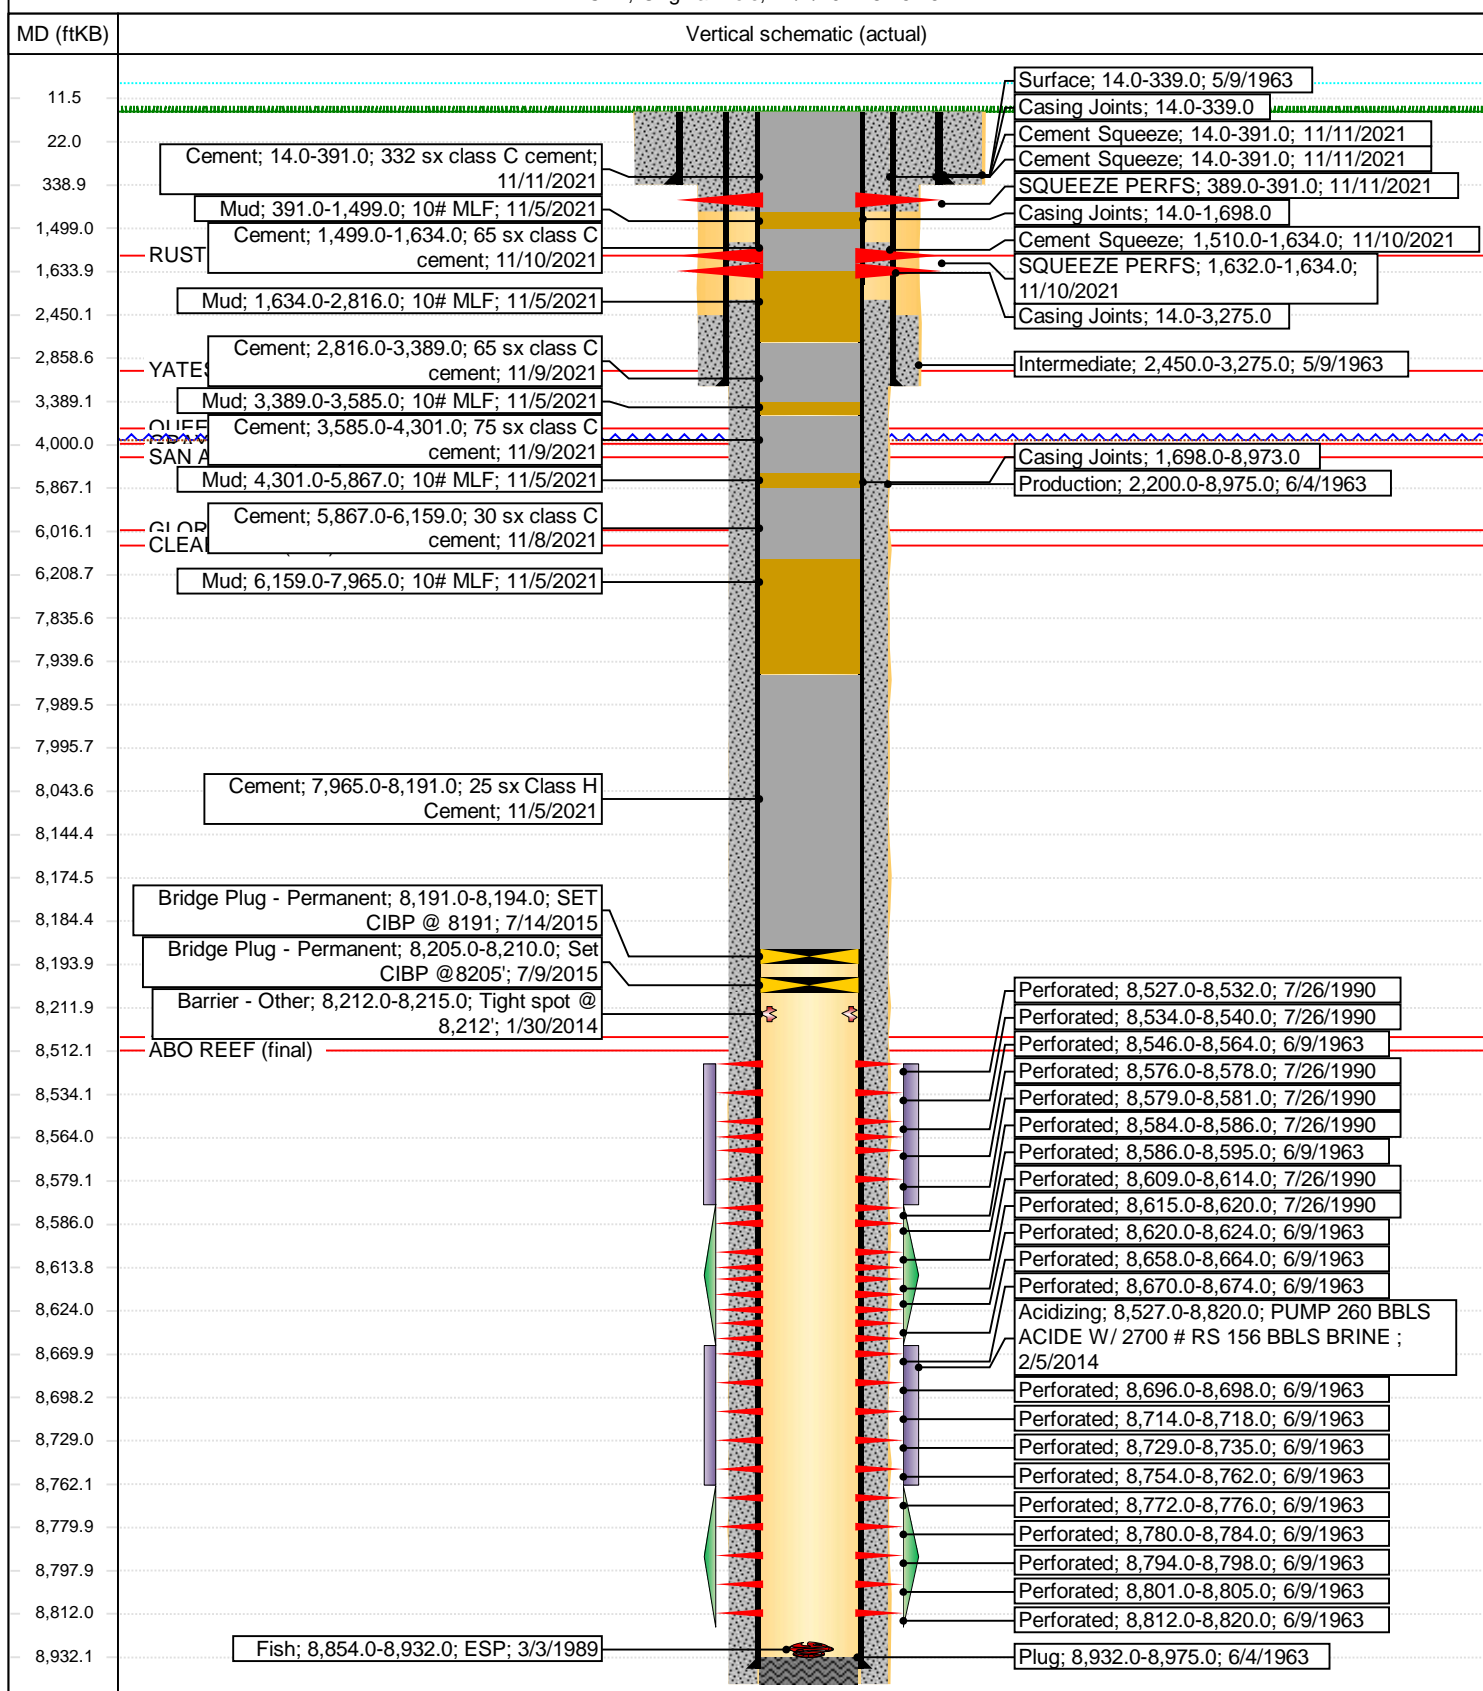 MD (ftKB)
Vertical schematic (actual)
11.5
22.0
338.9
1,499.0
1,633.9
2,450.1
2,858.6
3,389.1
4,000.0
5,867.1
6,016.1
6,208.7
7,835.6
7,939.6
7,989.5
7,995.7
8,043.6
8,144.4
8,174.5
8,184.4
8,193.9
8,211.9
8,512.1
8,534.1
8,564.0
8,579.1
8,586.0
8,613.8
8,624.0
8,669.9
8,698.2
8,729.0
8,762.1
8,779.9
8,797.9
8,812.0
8,932.1
Cement; 14.0-391.0; 332 sx class C cement;
11/11/2021
Mud; 391.0-1,499.0; 10# MLF; 11/5/2021
Cement; 1,499.0-1,634.0; 65 sx class C
cement; 11/10/2021
RUST
Mud; 1,634.0-2,816.0; 10# MLF; 11/5/2021
Cement; 2,816.0-3,389.0; 65 sx class C
cement; 11/9/2021
YATES
Mud; 3,389.0-3,585.0; 10# MLF; 11/5/2021
Cement; 3,585.0-4,301.0; 75 sx class C
cement; 11/9/2021
SAN A
Mud; 4,301.0-5,867.0; 10# MLF; 11/5/2021
Cement; 5,867.0-6,159.0; 30 sx class C
cement; 11/8/2021
GLOR
CLEA
Mud; 6,159.0-7,965.0; 10# MLF; 11/5/2021
Cement; 7,965.0-8,191.0; 25 sx Class H
Cement; 11/5/2021
Bridge Plug - Permanent; 8,191.0-8,194.0; SET
CIBP @ 8191; 7/14/2015
Bridge Plug - Permanent; 8,205.0-8,210.0; Set
CIBP @8205'; 7/9/2015
Barrier - Other; 8,212.0-8,215.0; Tight spot @
8,212'; 1/30/2014
ABO REEF (final)
Fish; 8,854.0-8,932.0; ESP; 3/3/1989
Surface; 14.0-339.0; 5/9/1963
Casing Joints; 14.0-339.0
Cement Squeeze; 14.0-391.0; 11/11/2021
Cement Squeeze; 14.0-391.0; 11/11/2021
SQUEEZE PERFS; 389.0-391.0; 11/11/2021
Casing Joints; 14.0-1,698.0
Cement Squeeze; 1,510.0-1,634.0; 11/10/2021
SQUEEZE PERFS; 1,632.0-1,634.0;
11/10/2021
Casing Joints; 14.0-3,275.0
Intermediate; 2,450.0-3,275.0; 5/9/1963
Casing Joints; 1,698.0-8,973.0
Production; 2,200.0-8,975.0; 6/4/1963
Perforated; 8,527.0-8,532.0; 7/26/1990
Perforated; 8,534.0-8,540.0; 7/26/1990
Perforated; 8,546.0-8,564.0; 6/9/1963
Perforated; 8,576.0-8,578.0; 7/26/1990
Perforated; 8,579.0-8,581.0; 7/26/1990
Perforated; 8,584.0-8,586.0; 7/26/1990
Perforated; 8,586.0-8,595.0; 6/9/1963
Perforated; 8,609.0-8,614.0; 7/26/1990
Perforated; 8,615.0-8,620.0; 7/26/1990
Perforated; 8,620.0-8,624.0; 6/9/1963
Perforated; 8,658.0-8,664.0; 6/9/1963
Perforated; 8,670.0-8,674.0; 6/9/1963
Acidizing; 8,527.0-8,820.0; PUMP 260 BBLS
ACIDE W/ 2700 # RS 156 BBLS BRINE ;
2/5/2014
Perforated; 8,696.0-8,698.0; 6/9/1963
Perforated; 8,714.0-8,718.0; 6/9/1963
Perforated; 8,729.0-8,735.0; 6/9/1963
Perforated; 8,754.0-8,762.0; 6/9/1963
Perforated; 8,772.0-8,776.0; 6/9/1963
Perforated; 8,780.0-8,784.0; 6/9/1963
Perforated; 8,794.0-8,798.0; 6/9/1963
Perforated; 8,801.0-8,805.0; 6/9/1963
Perforated; 8,812.0-8,820.0; 6/9/1963
Plug; 8,932.0-8,975.0; 6/4/1963